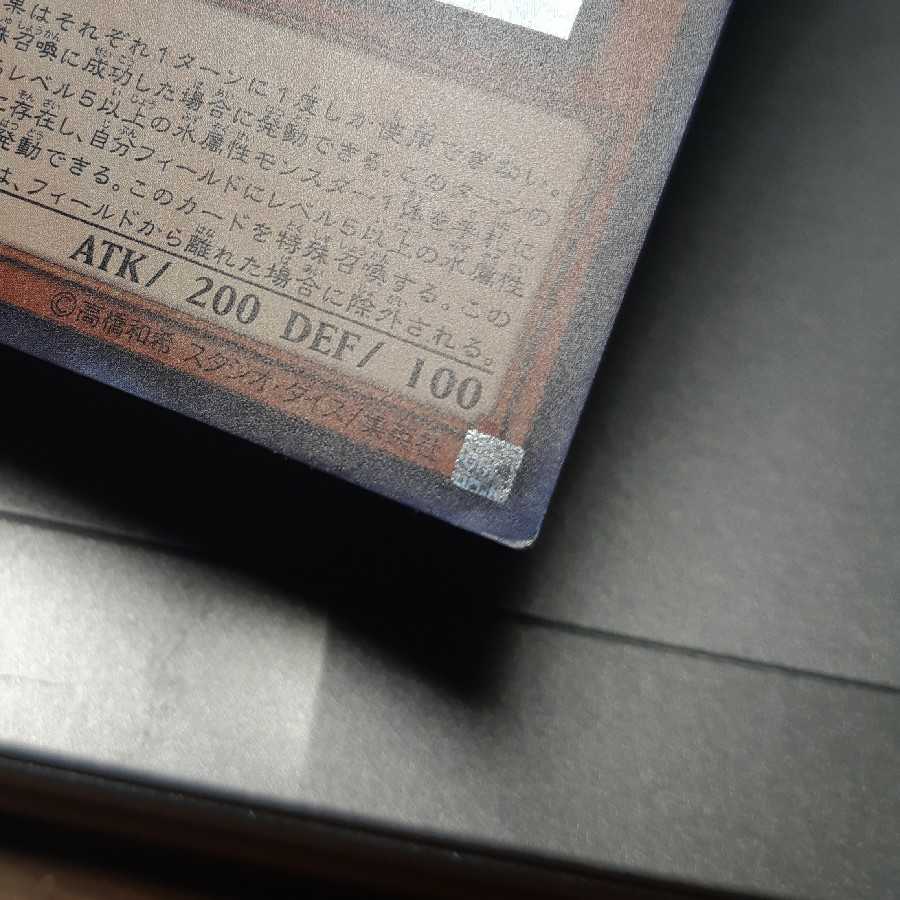 果はそれぞれ1ターンに1度しか使用できない。
殊召喚に成功した場合に発動できる。このターンの
レベル5以上の水属性モンスター1体を手札に
に存在し、自分フィールドにレベル5以上の水属性
発動できる。このカードを特殊召喚する。この
は、フィールドから離れた場合に除外される。
ATK/ 200 DEF/ 100
©高橋和希 スタジオ・ダイス/集英社